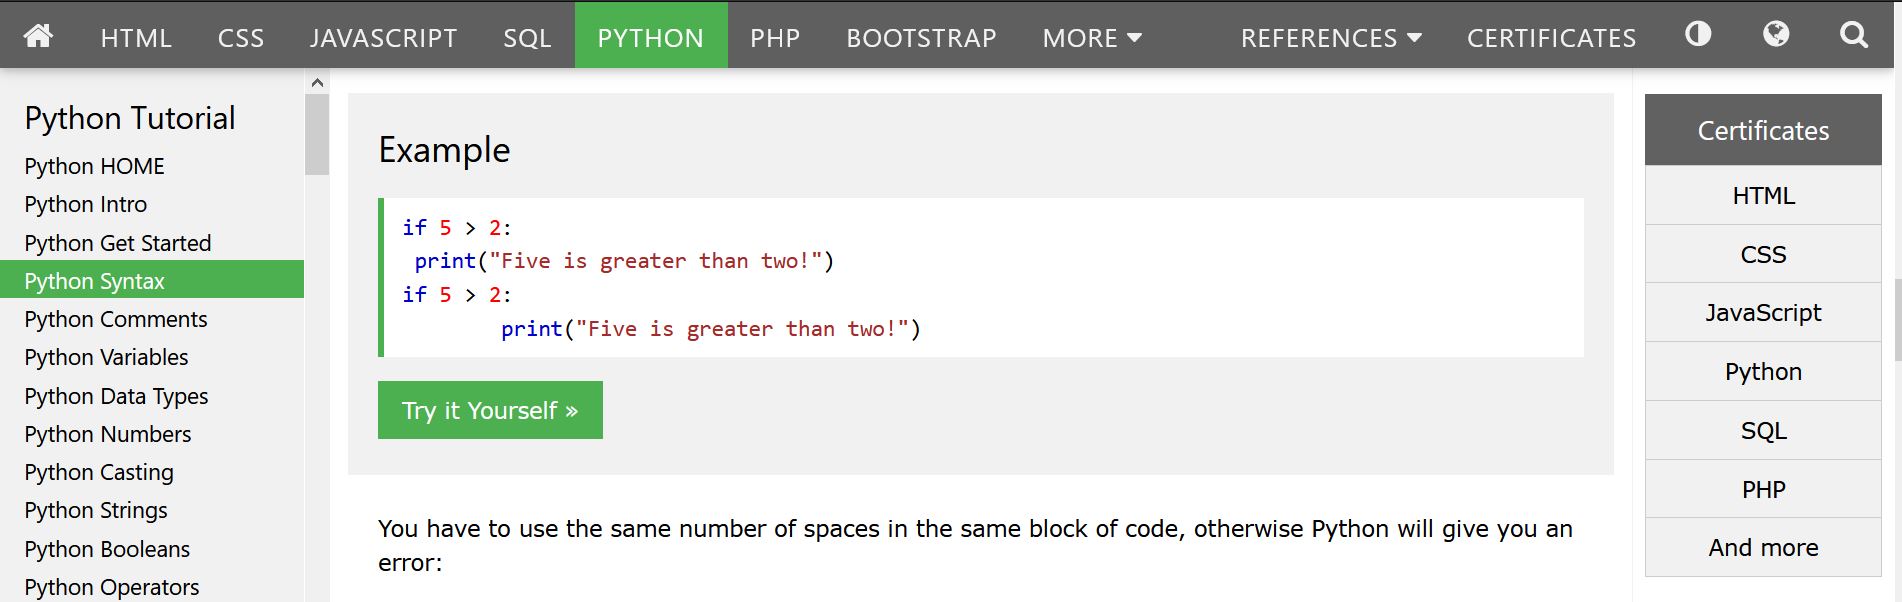 HTML CSS JAVASCRIPT SQL PYTHON PHP BOOTSTRAP MORE REFERENCES CERTIFICATES
Python Tutorial
Python HOME
Python Intro
Python Get Started
Python Syntax
Python Comments
Python Variables
Python Data Types
Python Numbers
Python Casting
Python Strings
Python Booleans
Python Operators
Example
if 5 > 2:
 print("Five is greater than two!")
if 5 > 2:
        print("Five is greater than two!")
Try it Yourself »
You have to use the same number of spaces in the same block of code, otherwise Python will give you an
error:
Certificates
HTML
CSS
JavaScript
Python
SQL
PHP
And more